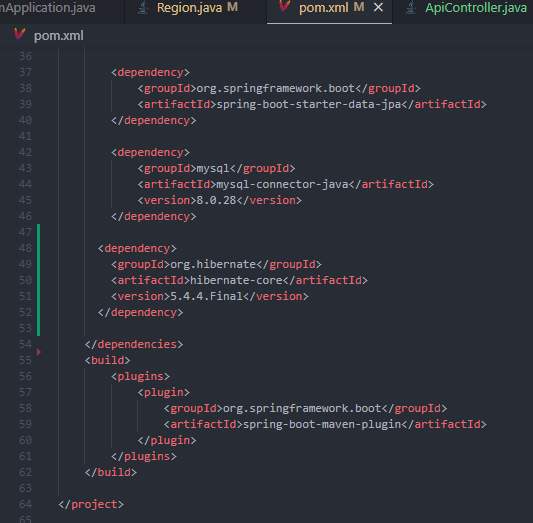 mApplication.java Region.java M pom.xml M ApiController.java
pom.xml
36
37 <dependency>
38 <groupId>org.springframework.boot</groupId>
39 <artifactId>spring-boot-starter-data-jpa</artifactId>
40 </dependency>
41
42 <dependency>
43 <groupId>mysql</groupId>
44 <artifactId>mysql-connector-java</artifactId>
45 <version>8.0.28</version>
46 </dependency>
47
48 <dependency>
49 <groupId>org.hibernate</groupId>
50 <artifactId>hibernate-core</artifactId>
51 <version>5.4.4.Final</version>
52 </dependency>
53
54 </dependencies>
55 <build>
56 <plugins>
57 <plugin>
58 <groupId>org.springframework.boot</groupId>
59 <artifactId>spring-boot-maven-plugin</artifactId>
60 </plugin>
61 </plugins>
62 </build>
63
64 </project>
65